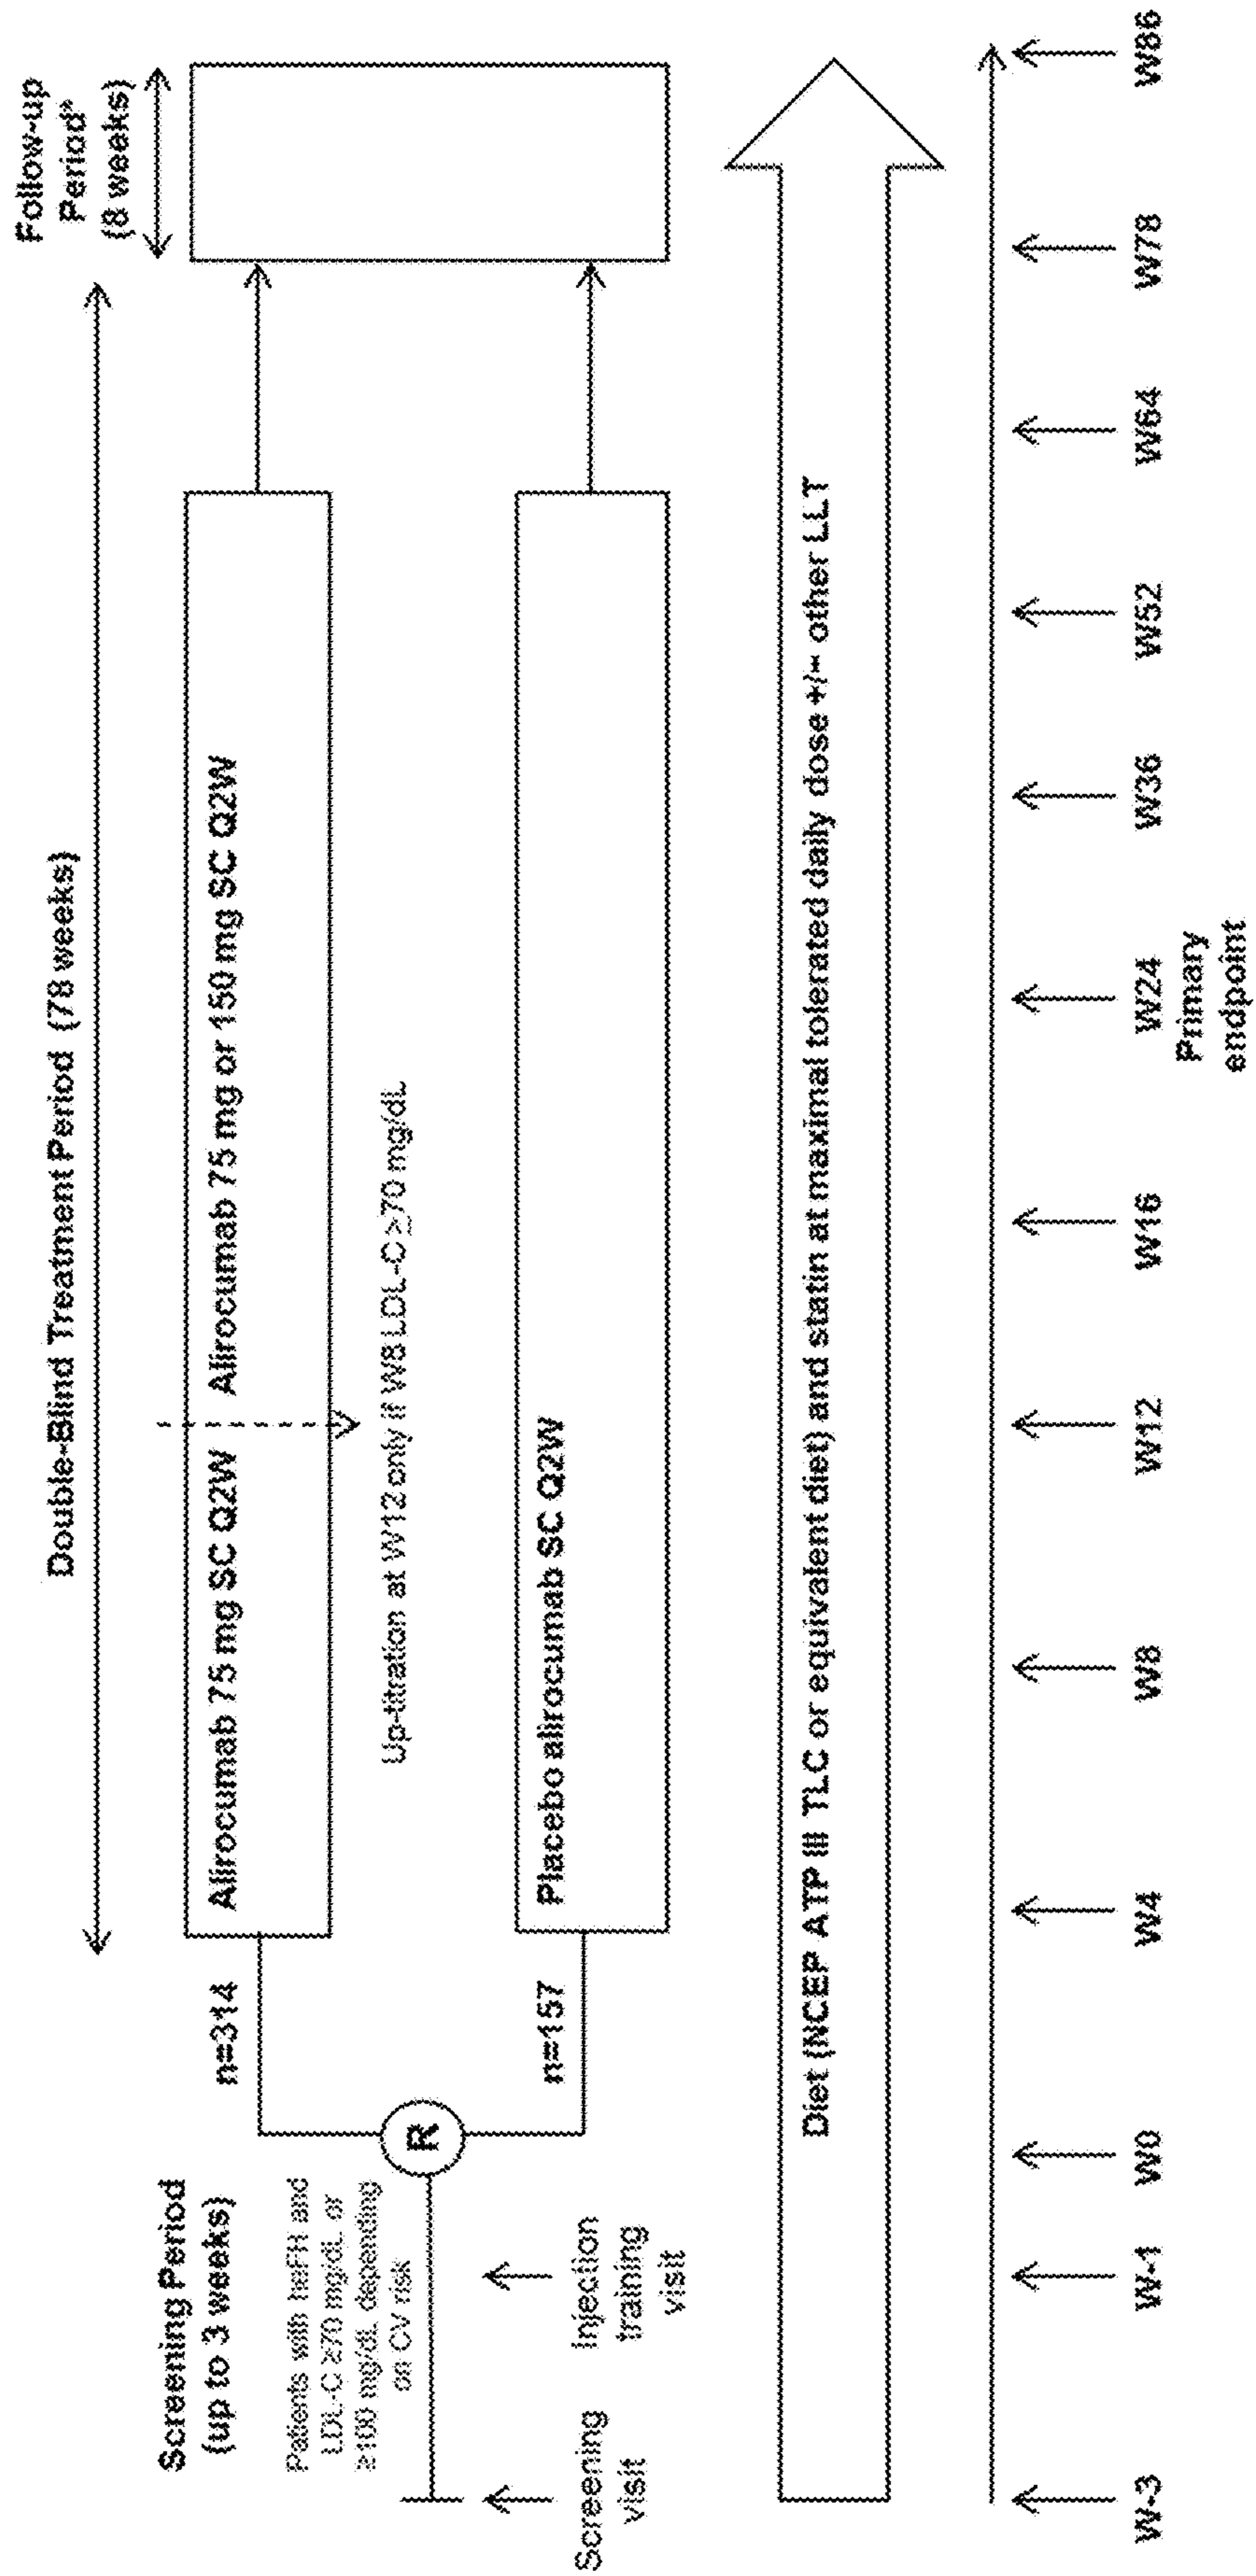 Double-Blind Treatment Period (78 weeks)
Follow-up
Period*
(8 weeks)
Screening Period
(up to 3 weeks)
Patients with heFH and
LDL-C ≥70 mg/dL or
≥100 mg/dL depending
on CV risk
R
n=314
n=157
Alirocumab 75 mg SC Q2W
Alirocumab 75 mg or 150 mg SC Q2W
Up-titration at W12 only if W8 LDL-C ≥70 mg/dL
Placebo alirocumab SC Q2W
Screening
visit
Injection
training
visit
Diet (NCEP ATP III TLC or equivalent diet) and statin at maximal tolerated daily dose +/- other LLT
W-3
W-1
W0
W4
W8
W12
W16
W24
Primary
endpoint
W36
W52
W64
W78
W86